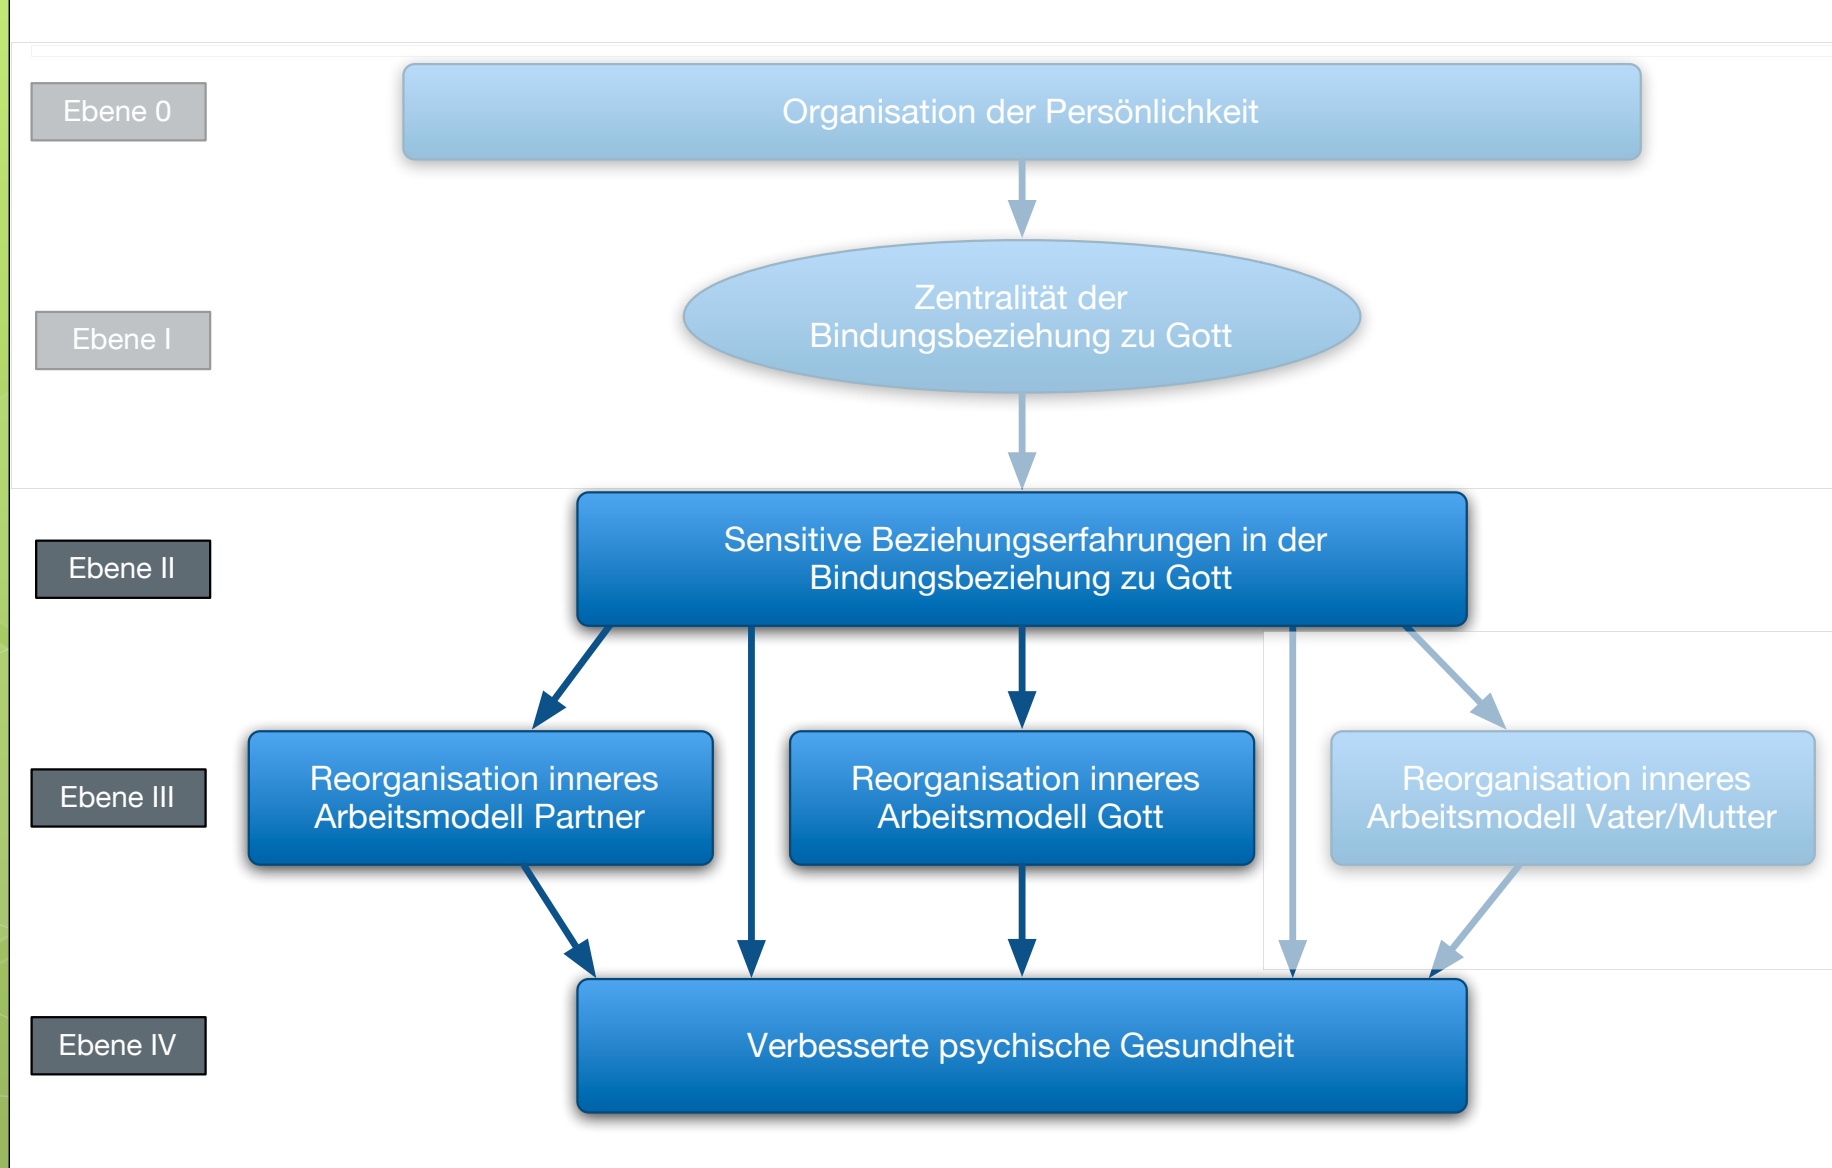 Ebene 0
Organisation der Persönlichkeit
Ebene I
Zentralität der
Bindungsbeziehung zu Gott
Ebene II
Sensitive Beziehungserfahrungen in der
Bindungsbeziehung zu Gott
Ebene III
Reorganisation inneres
Arbeitsmodell Partner
Reorganisation inneres
Arbeitsmodell Gott
Reorganisation inneres
Arbeitsmodell Vater/Mutter
Ebene IV
Verbesserte psychische Gesundheit